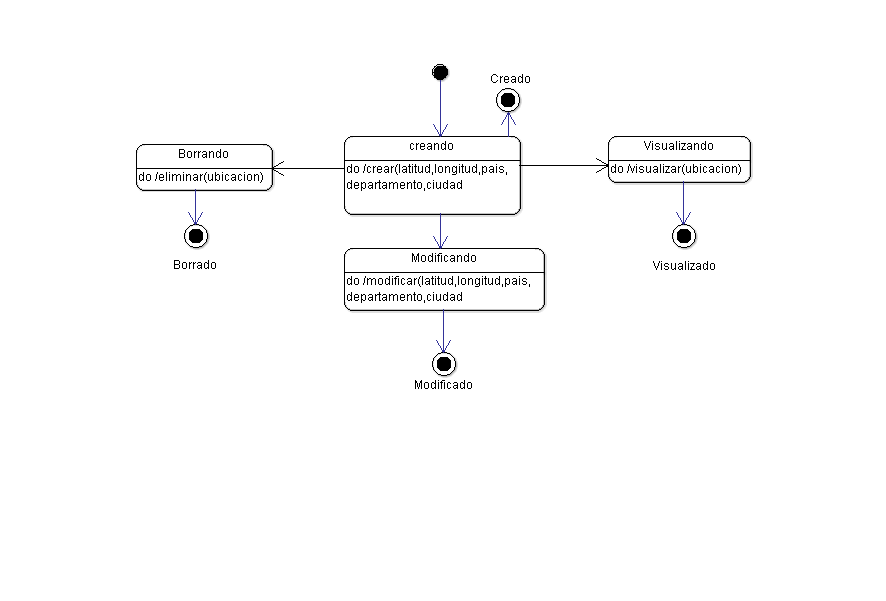 Creado
creando
do /crear(latitud,longitud,pais,
departamento,ciudad
Borrando
do /eliminar(ubicacion)
Borrado
Visualizando
do /visualizar(ubicacion)
Visualizado
Modificando
do /modificar(latitud,longitud,pais,
departamento,ciudad
Modificado